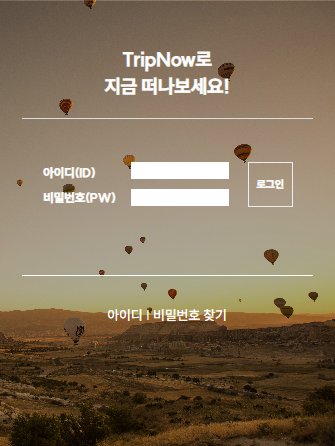 TripNow로
지금 떠나보세요!
아이디(ID)
비밀번호(PW)
로그인
아이디 | 비밀번호 찾기